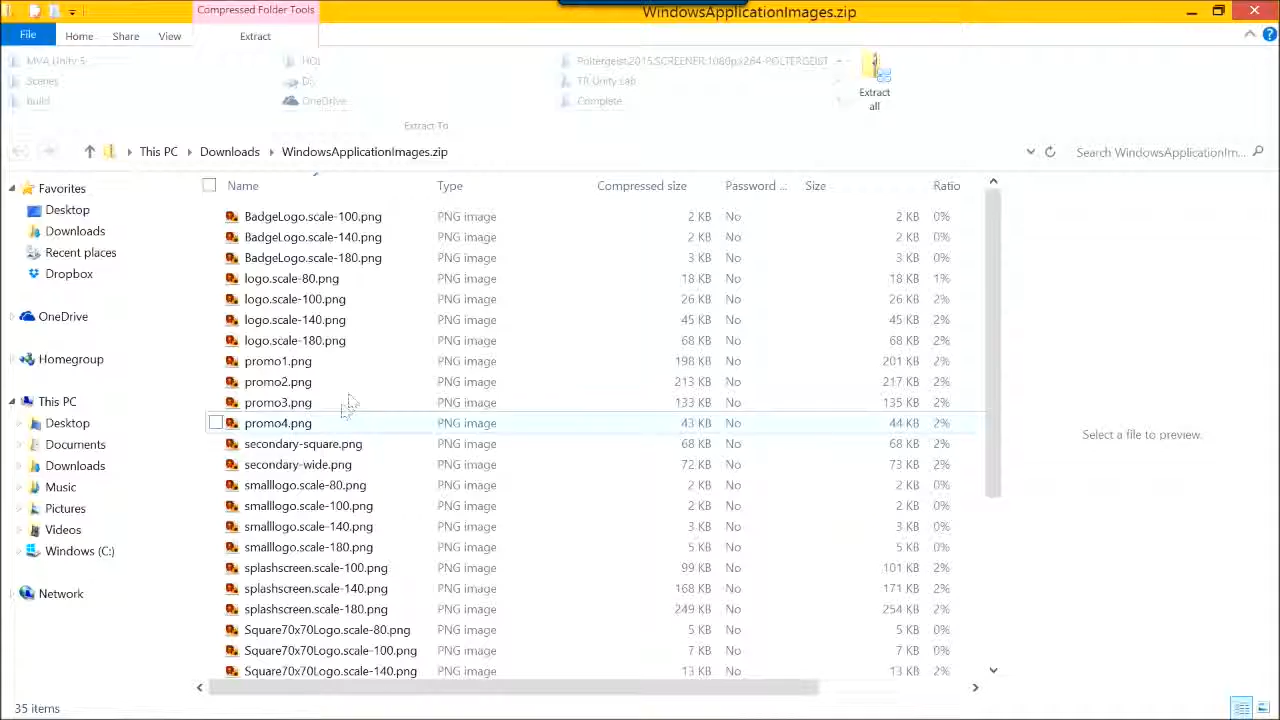 Compressed Folder Tools
WindowsApplicationImages.zip
File Home Share View Extract
MVA Unity 5
Scenes
build
OneDrive
Poltergeist.2015.SCREENER.1080p.x264-POLTERGEIST
TR Unity Lab
Complete
Extract all
Extract To
This PC Downloads WindowsApplicationImages.zip
Search WindowsApplicationIm...
Name Type Compressed size Password ... Size Ratio
BadgeLogo.scale-100.png PNG image 2 KB No 2 KB 0%
BadgeLogo.scale-140.png PNG image 2 KB No 2 KB 0%
BadgeLogo.scale-180.png PNG image 3 KB No 3 KB 0%
logo.scale-80.png PNG image 18 KB No 18 KB 1%
logo.scale-100.png PNG image 26 KB No 26 KB 2%
logo.scale-140.png PNG image 45 KB No 45 KB 2%
logo.scale-180.png PNG image 68 KB No 68 KB 2%
promo1.png PNG image 198 KB No 201 KB 2%
promo2.png PNG image 213 KB No 217 KB 2%
promo3.png PNG image 133 KB No 135 KB 2%
promo4.png PNG image 43 KB No 44 KB 2%
secondary-square.png PNG image 68 KB No 68 KB 2%
secondary-wide.png PNG image 72 KB No 73 KB 2%
smalllogo.scale-80.png PNG image 2 KB No 2 KB 0%
smalllogo.scale-100.png PNG image 2 KB No 2 KB 0%
smalllogo.scale-140.png PNG image 3 KB No 3 KB 0%
smalllogo.scale-180.png PNG image 5 KB No 5 KB 0%
splashscreen.scale-100.png PNG image 99 KB No 101 KB 2%
splashscreen.scale-140.png PNG image 168 KB No 171 KB 2%
splashscreen.scale-180.png PNG image 249 KB No 254 KB 2%
Square70x70Logo.scale-80.png PNG image 5 KB No 5 KB 0%
Square70x70Logo.scale-100.png PNG image 7 KB No 7 KB 0%
Square70x70Logo.scale-140.png PNG image 13 KB No 13 KB 2%
Favorites
Desktop
Downloads
Recent places
Dropbox
OneDrive
Homegroup
This PC
Desktop
Documents
Downloads
Music
Pictures
Videos
Windows (C:)
Network
Select a file to preview.
35 items